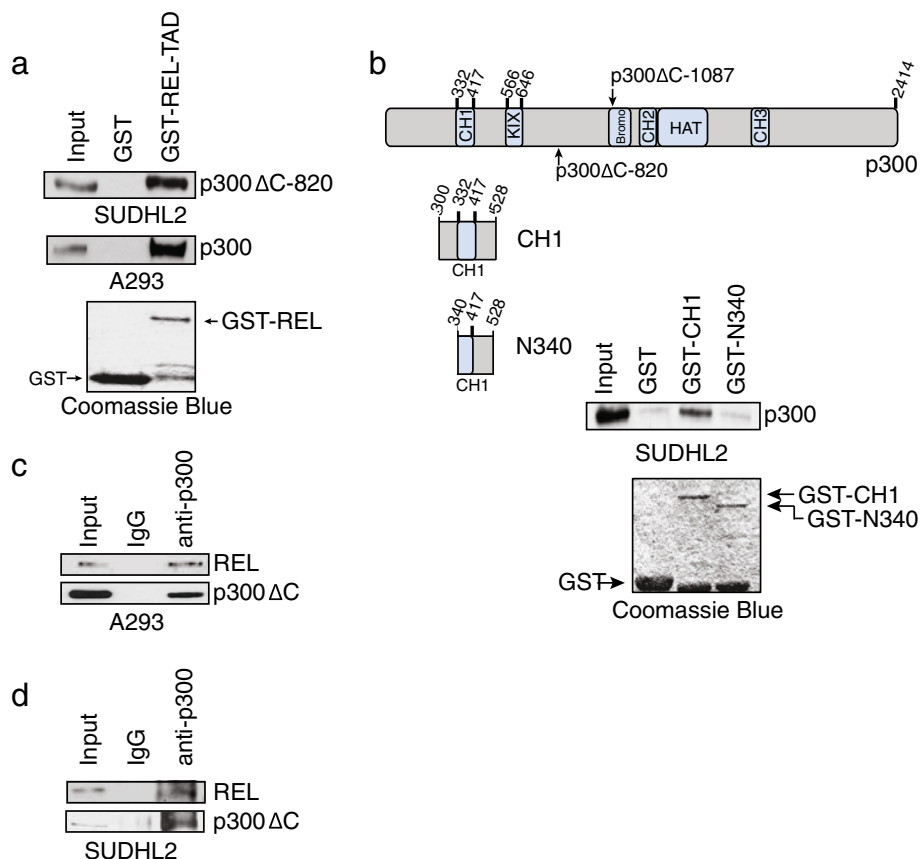 a
Input
GST
GST-REL-TAD
p300 ΔC-820
SUDHL2
p300
A293
GST-REL
GST
Coomassie Blue
b
332
417
566
646
p300ΔC-1087
2414
CH1
KIX
Bromo
CH2
HAT
CH3
p300ΔC-820
p300
300
332
417
528
CH1
CH1
340
417
528
N340
CH1
Input
GST
GST-CH1
GST-N340
p300
SUDHL2
GST-CH1
GST-N340
GST
Coomassie Blue
c
Input
IgG
anti-p300
REL
p300 ΔC
A293
d
Input
IgG
anti-p300
REL
p300 ΔC
SUDHL2